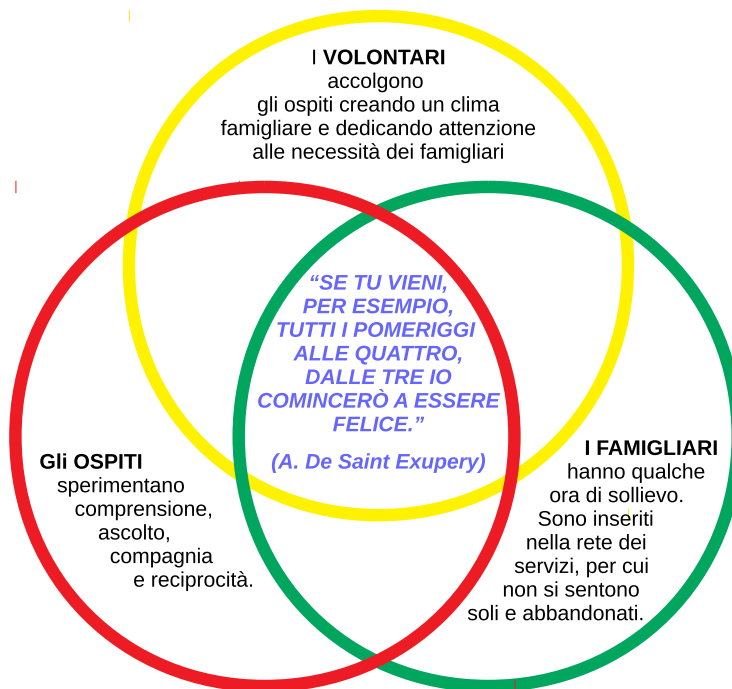 I VOLONTARI
accolgono
gli ospiti creando un clima
famigliare e dedicando attenzione
alle necessità dei famigliari
“SE TU VIENI,
PER ESEMPIO,
TUTTI I POMERIGGI
ALLE QUATTRO,
DALLE TRE IO
COMINCERÒ A ESSERE
FELICE.”
(A. De Saint Exupery)
Gli OSPITI
sperimentano
comprensione,
ascolto,
compagnia
e reciprocità.
I FAMIGLIARI
hanno qualche
ora di sollievo.
Sono inseriti
nella rete dei
servizi, per cui
non si sentono
soli e abbandonati.